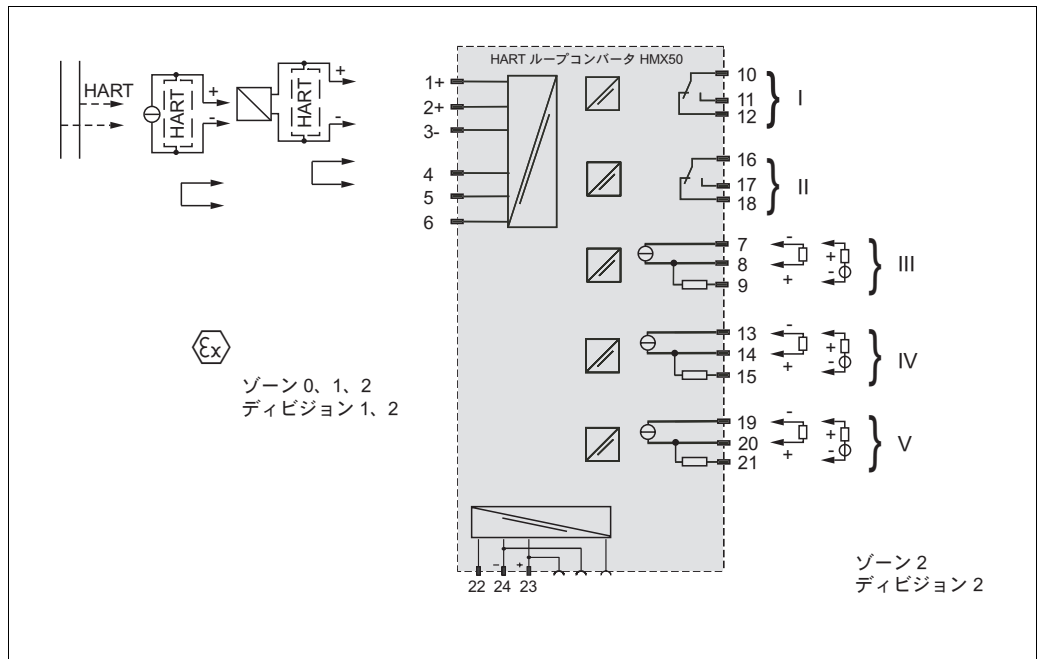 HART ループコンバータ HMX50
HART
HART
HART
+
-
+
-
1+
2+
3-
4
5
6
10
11
12
I
16
17
18
II
7
8
9
-
+
+
-
III
13
14
15
-
+
+
-
IV
19
20
21
-
+
+
-
V
Ex
ゾーン 0、1、2
ディビジョン 1、2
- +
22 24 23
ゾーン 2
ディビジョン 2